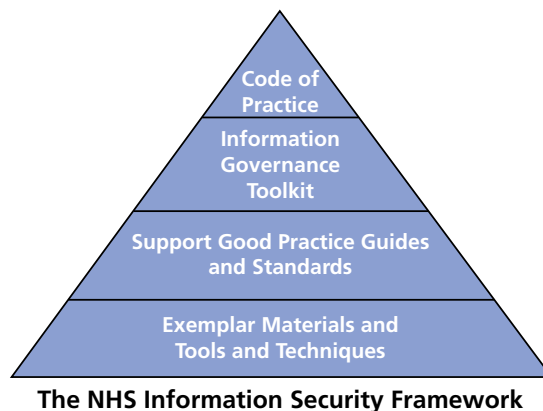 Code of
Practice
Information
Governance
Toolkit
Support Good Practice Guides
and Standards
Exemplar Materials and
Tools and Techniques
The NHS Information Security Framework